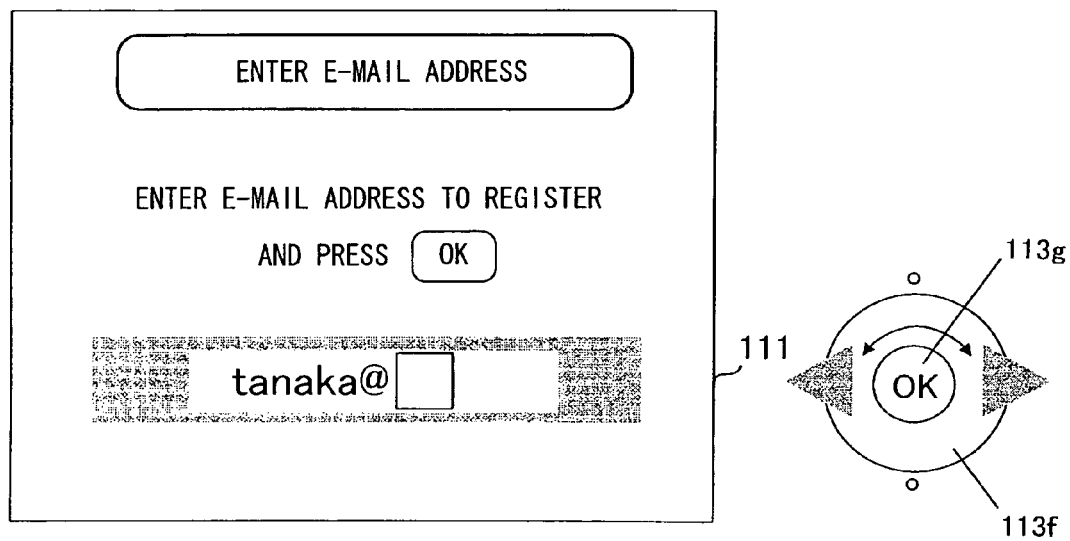 ENTER E-MAIL ADDRESS
ENTER E-MAIL ADDRESS TO REGISTER
AND PRESS OK
tanaka@
111
113g
OK
113f